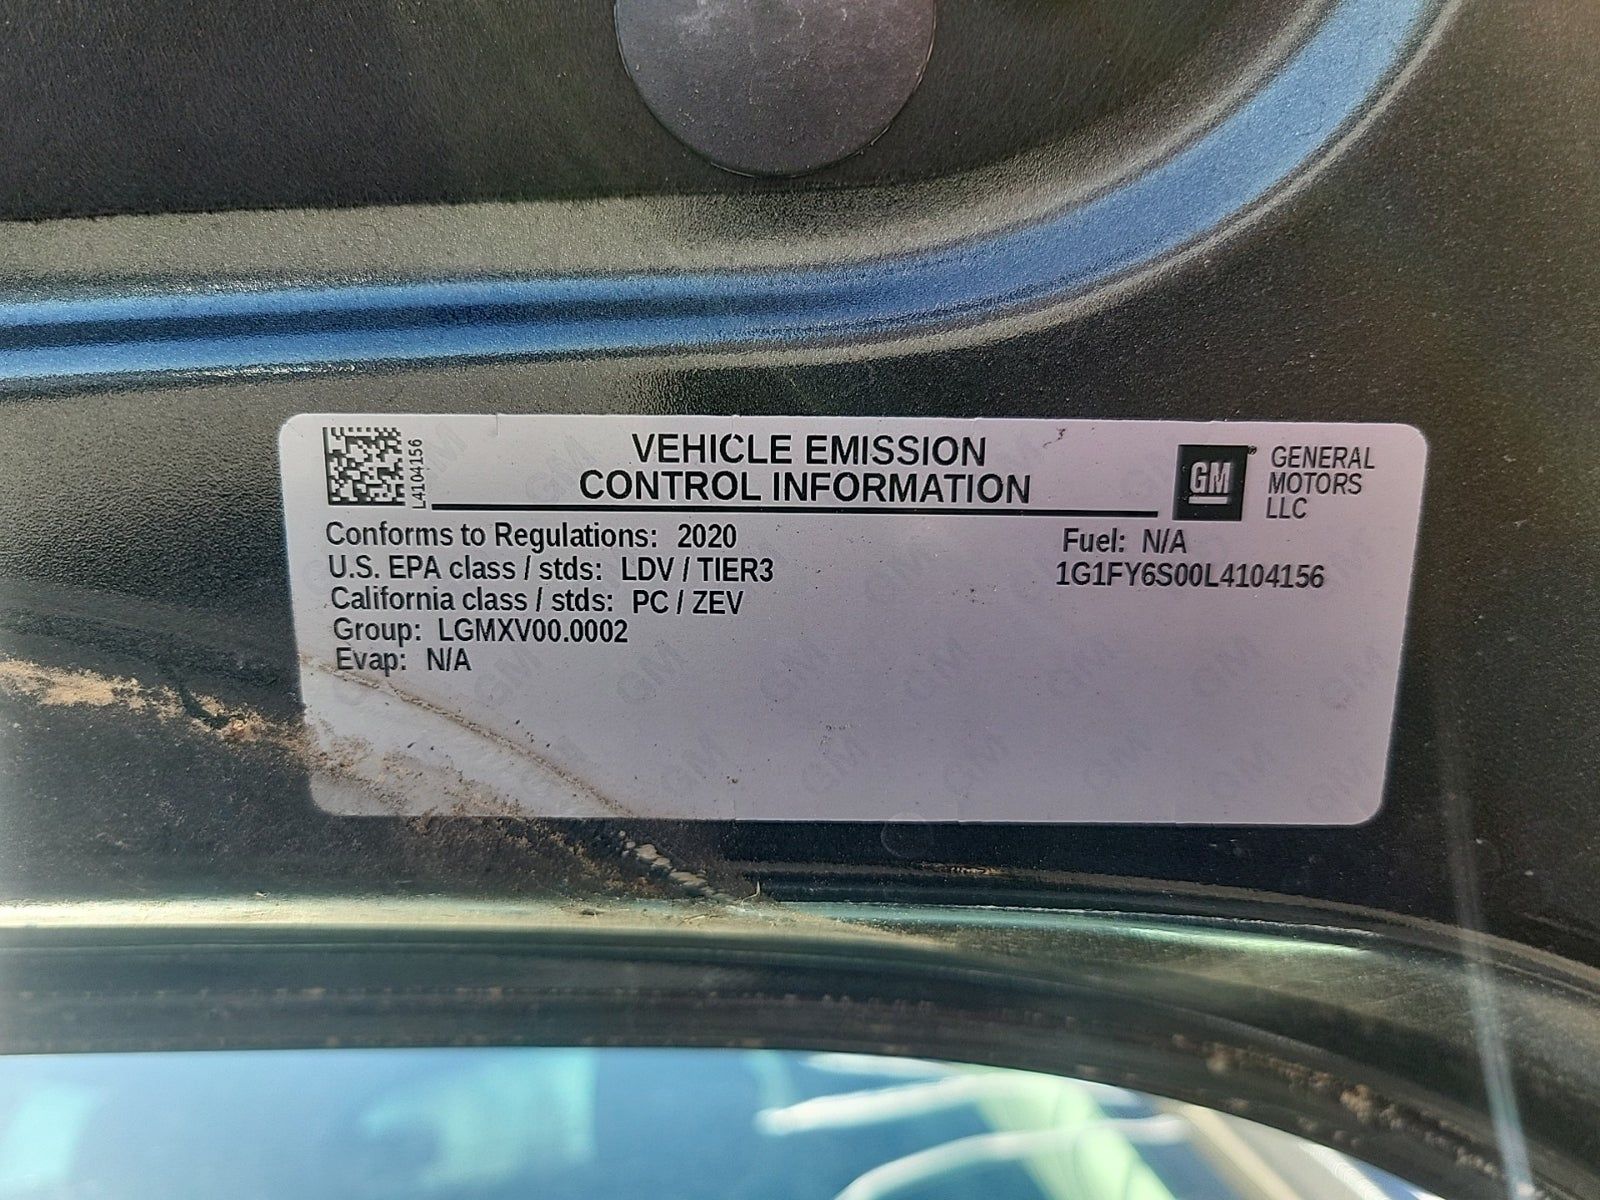 L4104156
VEHICLE EMISSION
CONTROL INFORMATION
GM
GENERAL
MOTORS
LLC
Conforms to Regulations: 2020
U.S. EPA class / stds: LDV / TIER3
California class / stds: PC / ZEV
Group: LGMXV00.0002
Evap: N/A
Fuel: N/A
1G1FY6S00L4104156